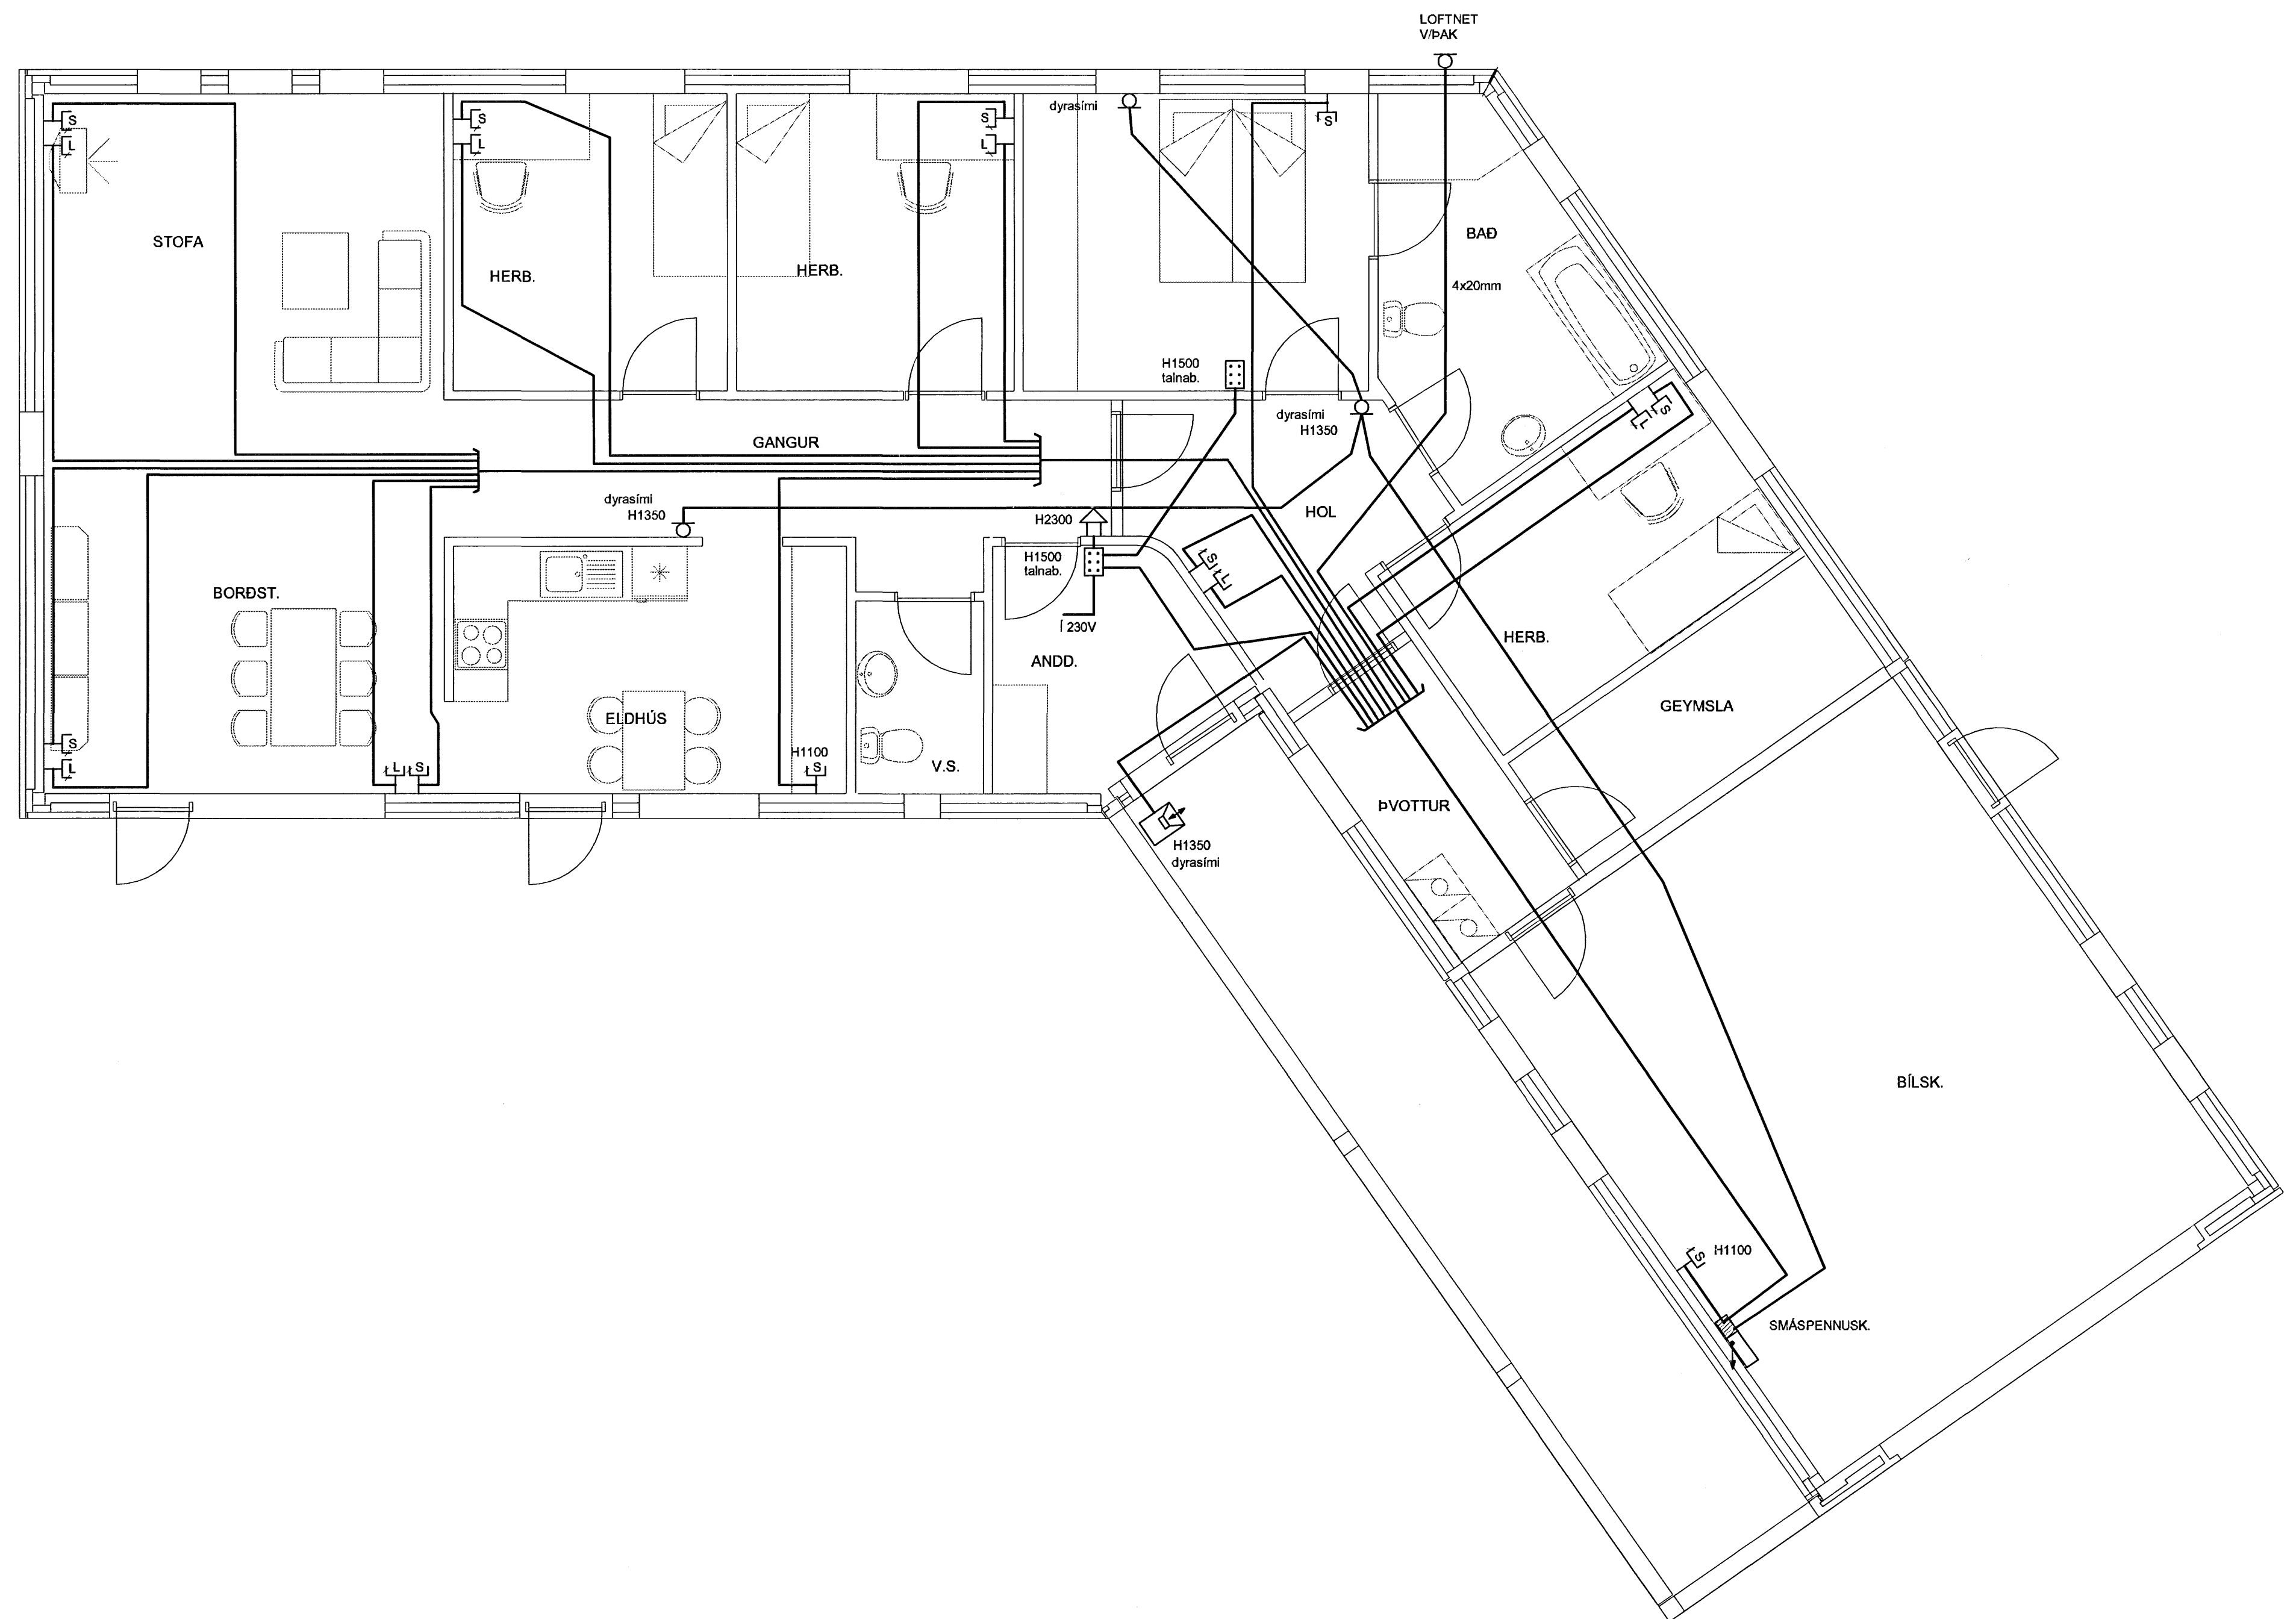 LOFTNET
V/ÞAK
dyrasími
S
S
S
S
L
L
L
STOFA
HERB.
HERB.
BAÐ
4x20mm
H1500
talnab.
dyrasími
H1350
S
L
GANGUR
dyrasími
H1350
H2300
HOL
H1500
talnab.
S
L
BORÐST.
Í 230V
ANDD.
HERB.
ELDHÚS
GEYMSLA
S
L
L
S
H1100
S
V.S.
ÞVOTTUR
H1350
dyrasími
BÍLSK.
S
H1100
SMÁSPENNUSK.